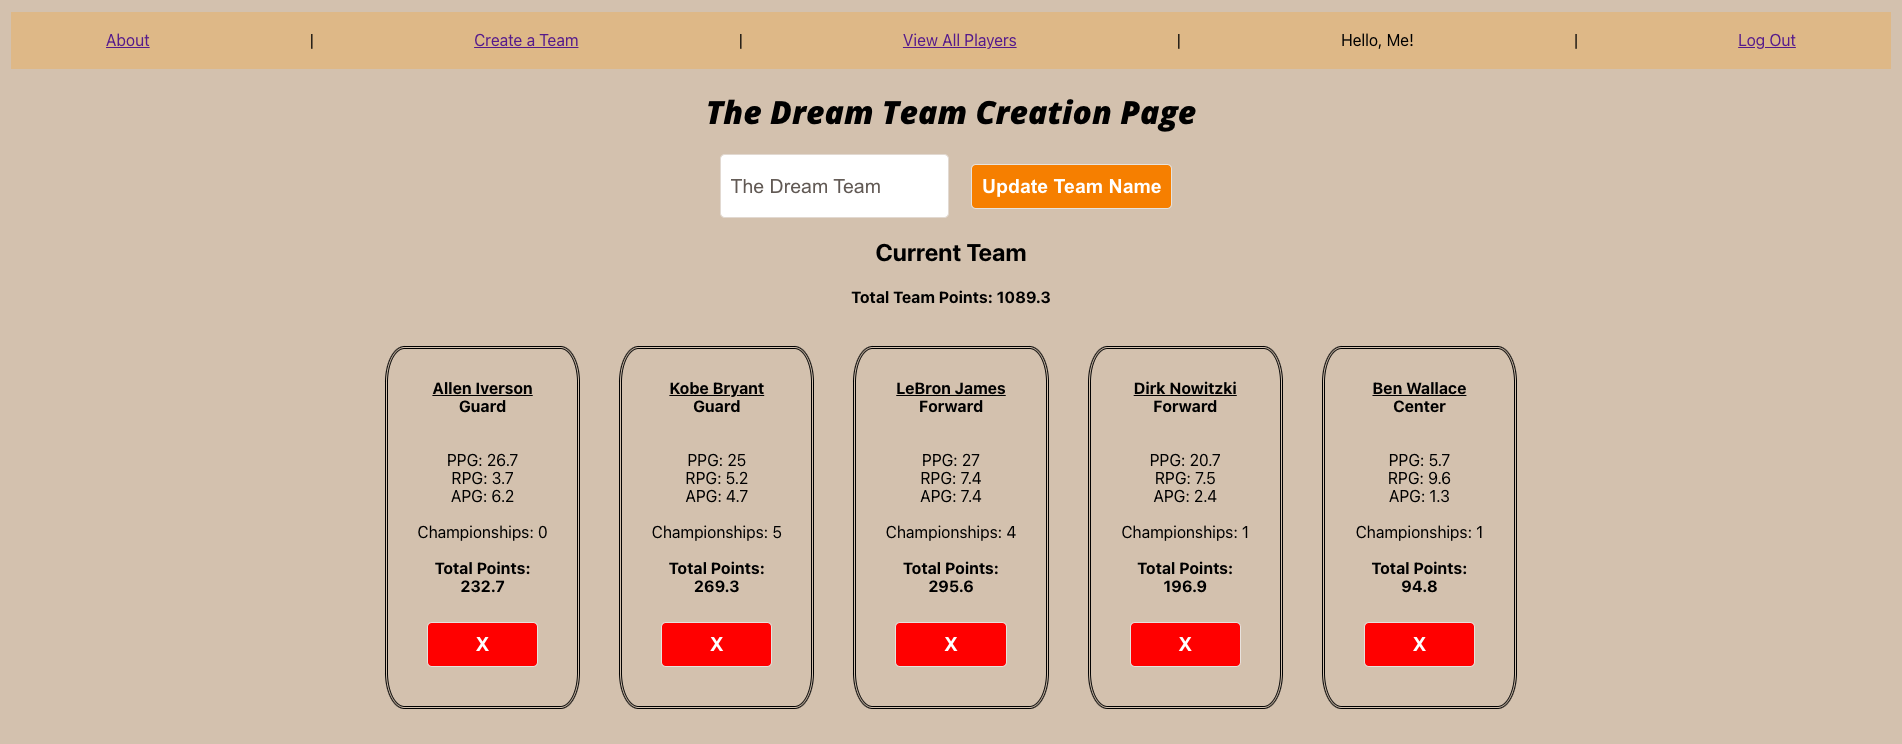 About | Create a Team | View All Players | Hello, Me! | Log Out
The Dream Team Creation Page
The Dream Team
Update Team Name
Current Team
Total Team Points: 1089.3
Allen Iverson
Guard
PPG: 26.7
RPG: 3.7
APG: 6.2
Championships: 0
Total Points:
232.7
X
Kobe Bryant
Guard
PPG: 25
RPG: 5.2
APG: 4.7
Championships: 5
Total Points:
269.3
X
LeBron James
Forward
PPG: 27
RPG: 7.4
APG: 7.4
Championships: 4
Total Points:
295.6
X
Dirk Nowitzki
Forward
PPG: 20.7
RPG: 7.5
APG: 2.4
Championships: 1
Total Points:
196.9
X
Ben Wallace
Center
PPG: 5.7
RPG: 9.6
APG: 1.3
Championships: 1
Total Points:
94.8
X